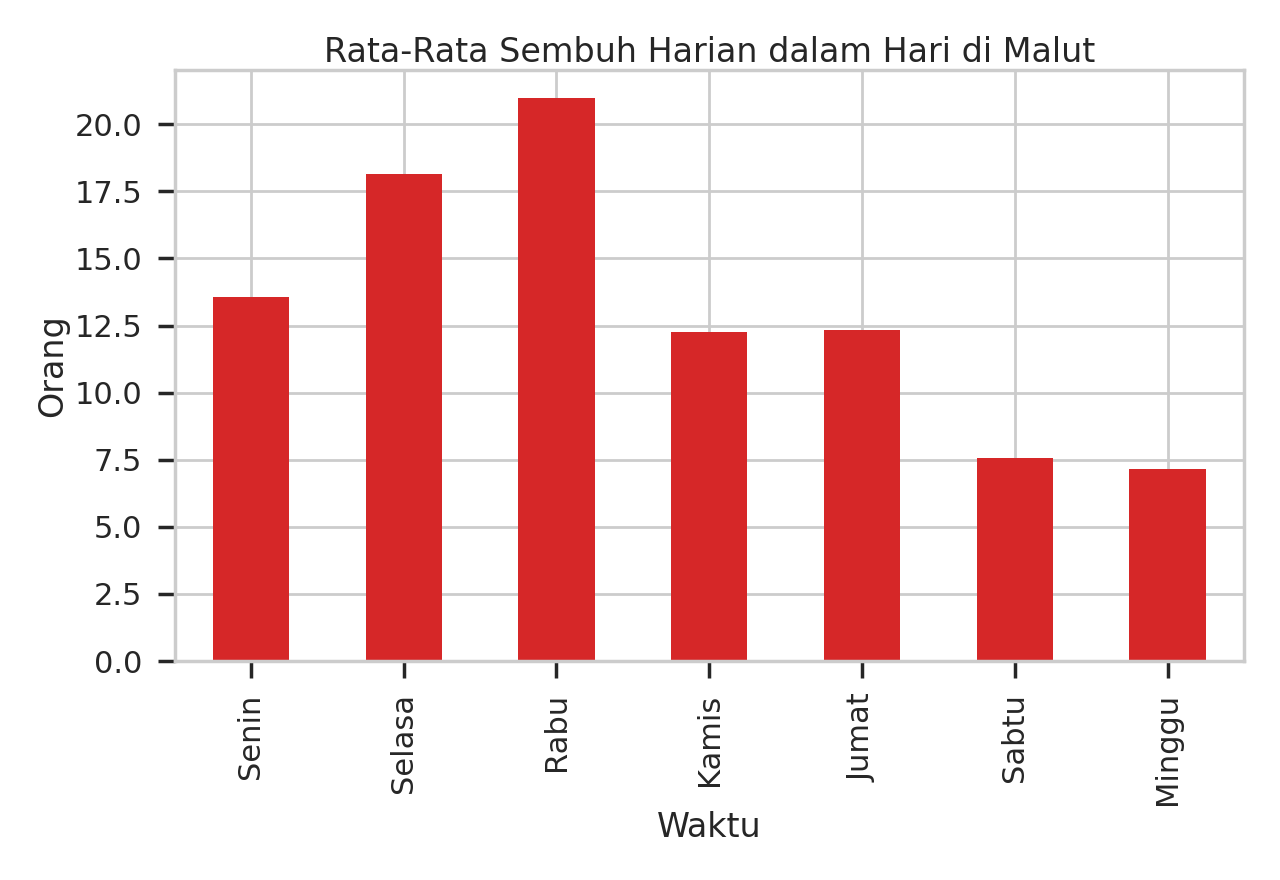 Rata-Rata Sembuh Harian dalam Hari di Malut
20.0
17.5
15.0
12.5
10.0
7.5
5.0
2.5
0.0
Orang
Senin
Selasa
Rabu
Kamis
Jumat
Sabtu
Minggu
Waktu